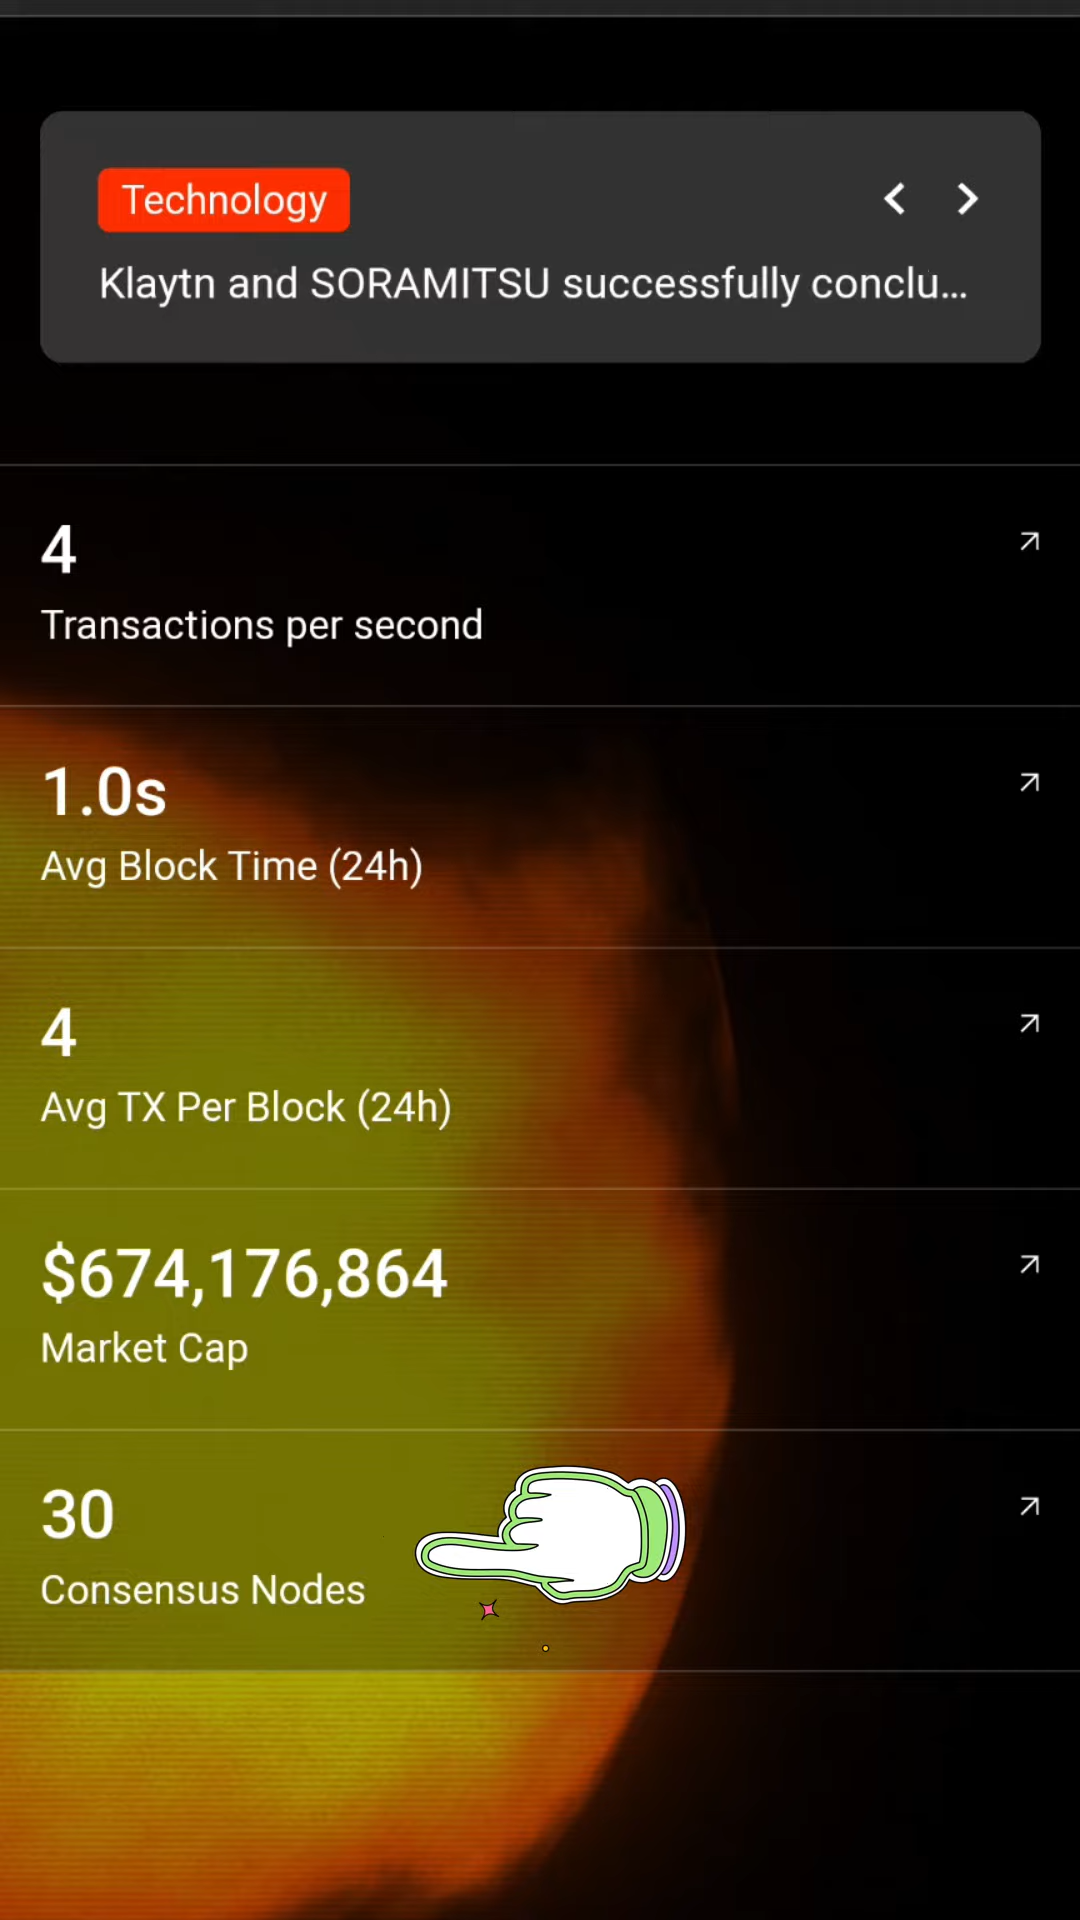 Technology
Klaytn and SORAMITSU successfully conclu...
4
Transactions per second
1.0s
Avg Block Time (24h)
4
Avg TX Per Block (24h)
$674,176,864
Market Cap
30
Consensus Nodes